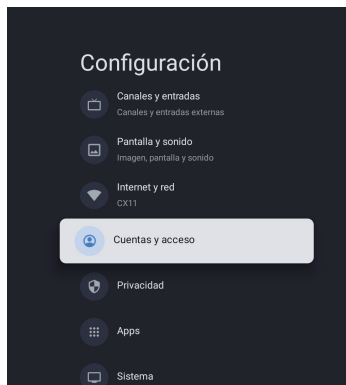 Configuración
Canales y entradas
Canales y entradas externas
Pantalla y sonido
Imagen, pantalla y sonido
Internet y red
CX11
Cuentas y acceso
Privacidad
Apps
Sistema